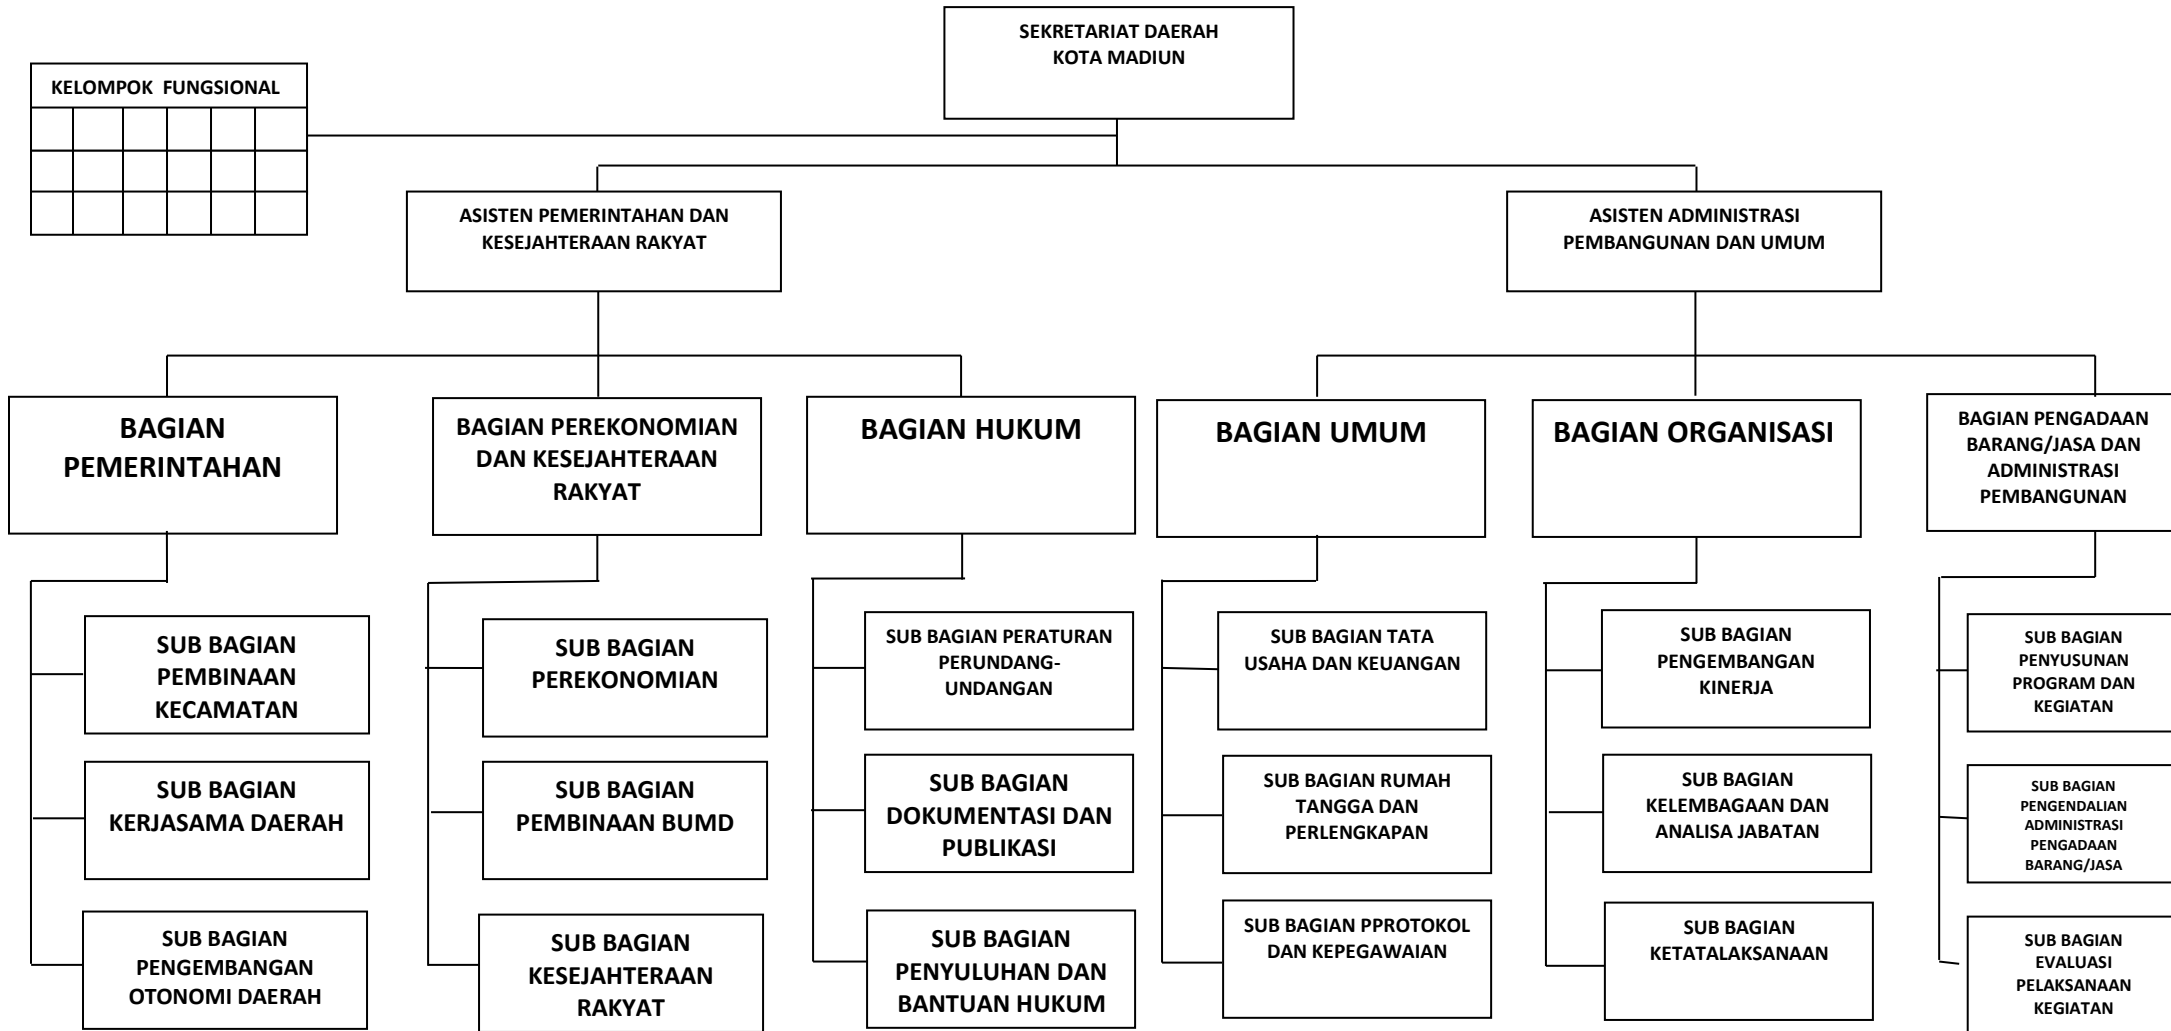 SEKRETARIAT DAERAH
KOTA MADIUN
KELOMPOK FUNGSIONAL
ASISTEN PEMERINTAHAN DAN
KESEJAHTERAAN RAKYAT
ASISTEN ADMINISTRASI
PEMBANGUNAN DAN UMUM
BAGIAN
PEMERINTAHAN
BAGIAN PEREKONOMIAN
DAN KESEJAHTERAAN
RAKYAT
BAGIAN HUKUM
BAGIAN UMUM
BAGIAN ORGANISASI
BAGIAN PENGADAAN
BARANG/JASA DAN
ADMINISTRASI
PEMBANGUNAN
SUB BAGIAN
PEMBINAAN
KECAMATAN
SUB BAGIAN
PEREKONOMIAN
SUB BAGIAN PERATURAN
PERUNDANG-
UNDANGAN
SUB BAGIAN TATA
USAHA DAN KEUANGAN
SUB BAGIAN
PENGEMBANGAN
KINERJA
SUB BAGIAN
PENYUSUNAN
PROGRAM DAN
KEGIATAN
SUB BAGIAN
KERJASAMA DAERAH
SUB BAGIAN
PEMBINAAN BUMD
SUB BAGIAN
DOKUMENTASI DAN
PUBLIKASI
SUB BAGIAN RUMAH
TANGGA DAN
PERLENGKAPAN
SUB BAGIAN
KELEMBAGAAN DAN
ANALISA JABATAN
SUB BAGIAN
PENGENDALIAN
ADMINISTRASI
PENGADAAN
BARANG/JASA
SUB BAGIAN
PENGEMBANGAN
OTONOMI DAERAH
SUB BAGIAN
KESEJAHTERAAN
RAKYAT
SUB BAGIAN
PENYULUHAN DAN
BANTUAN HUKUM
SUB BAGIAN PPROTOKOL
DAN KEPEGAWAIAN
SUB BAGIAN
KETATALAKSANAAN
SUB BAGIAN
EVALUASI
PELAKSANAAN
KEGIATAN